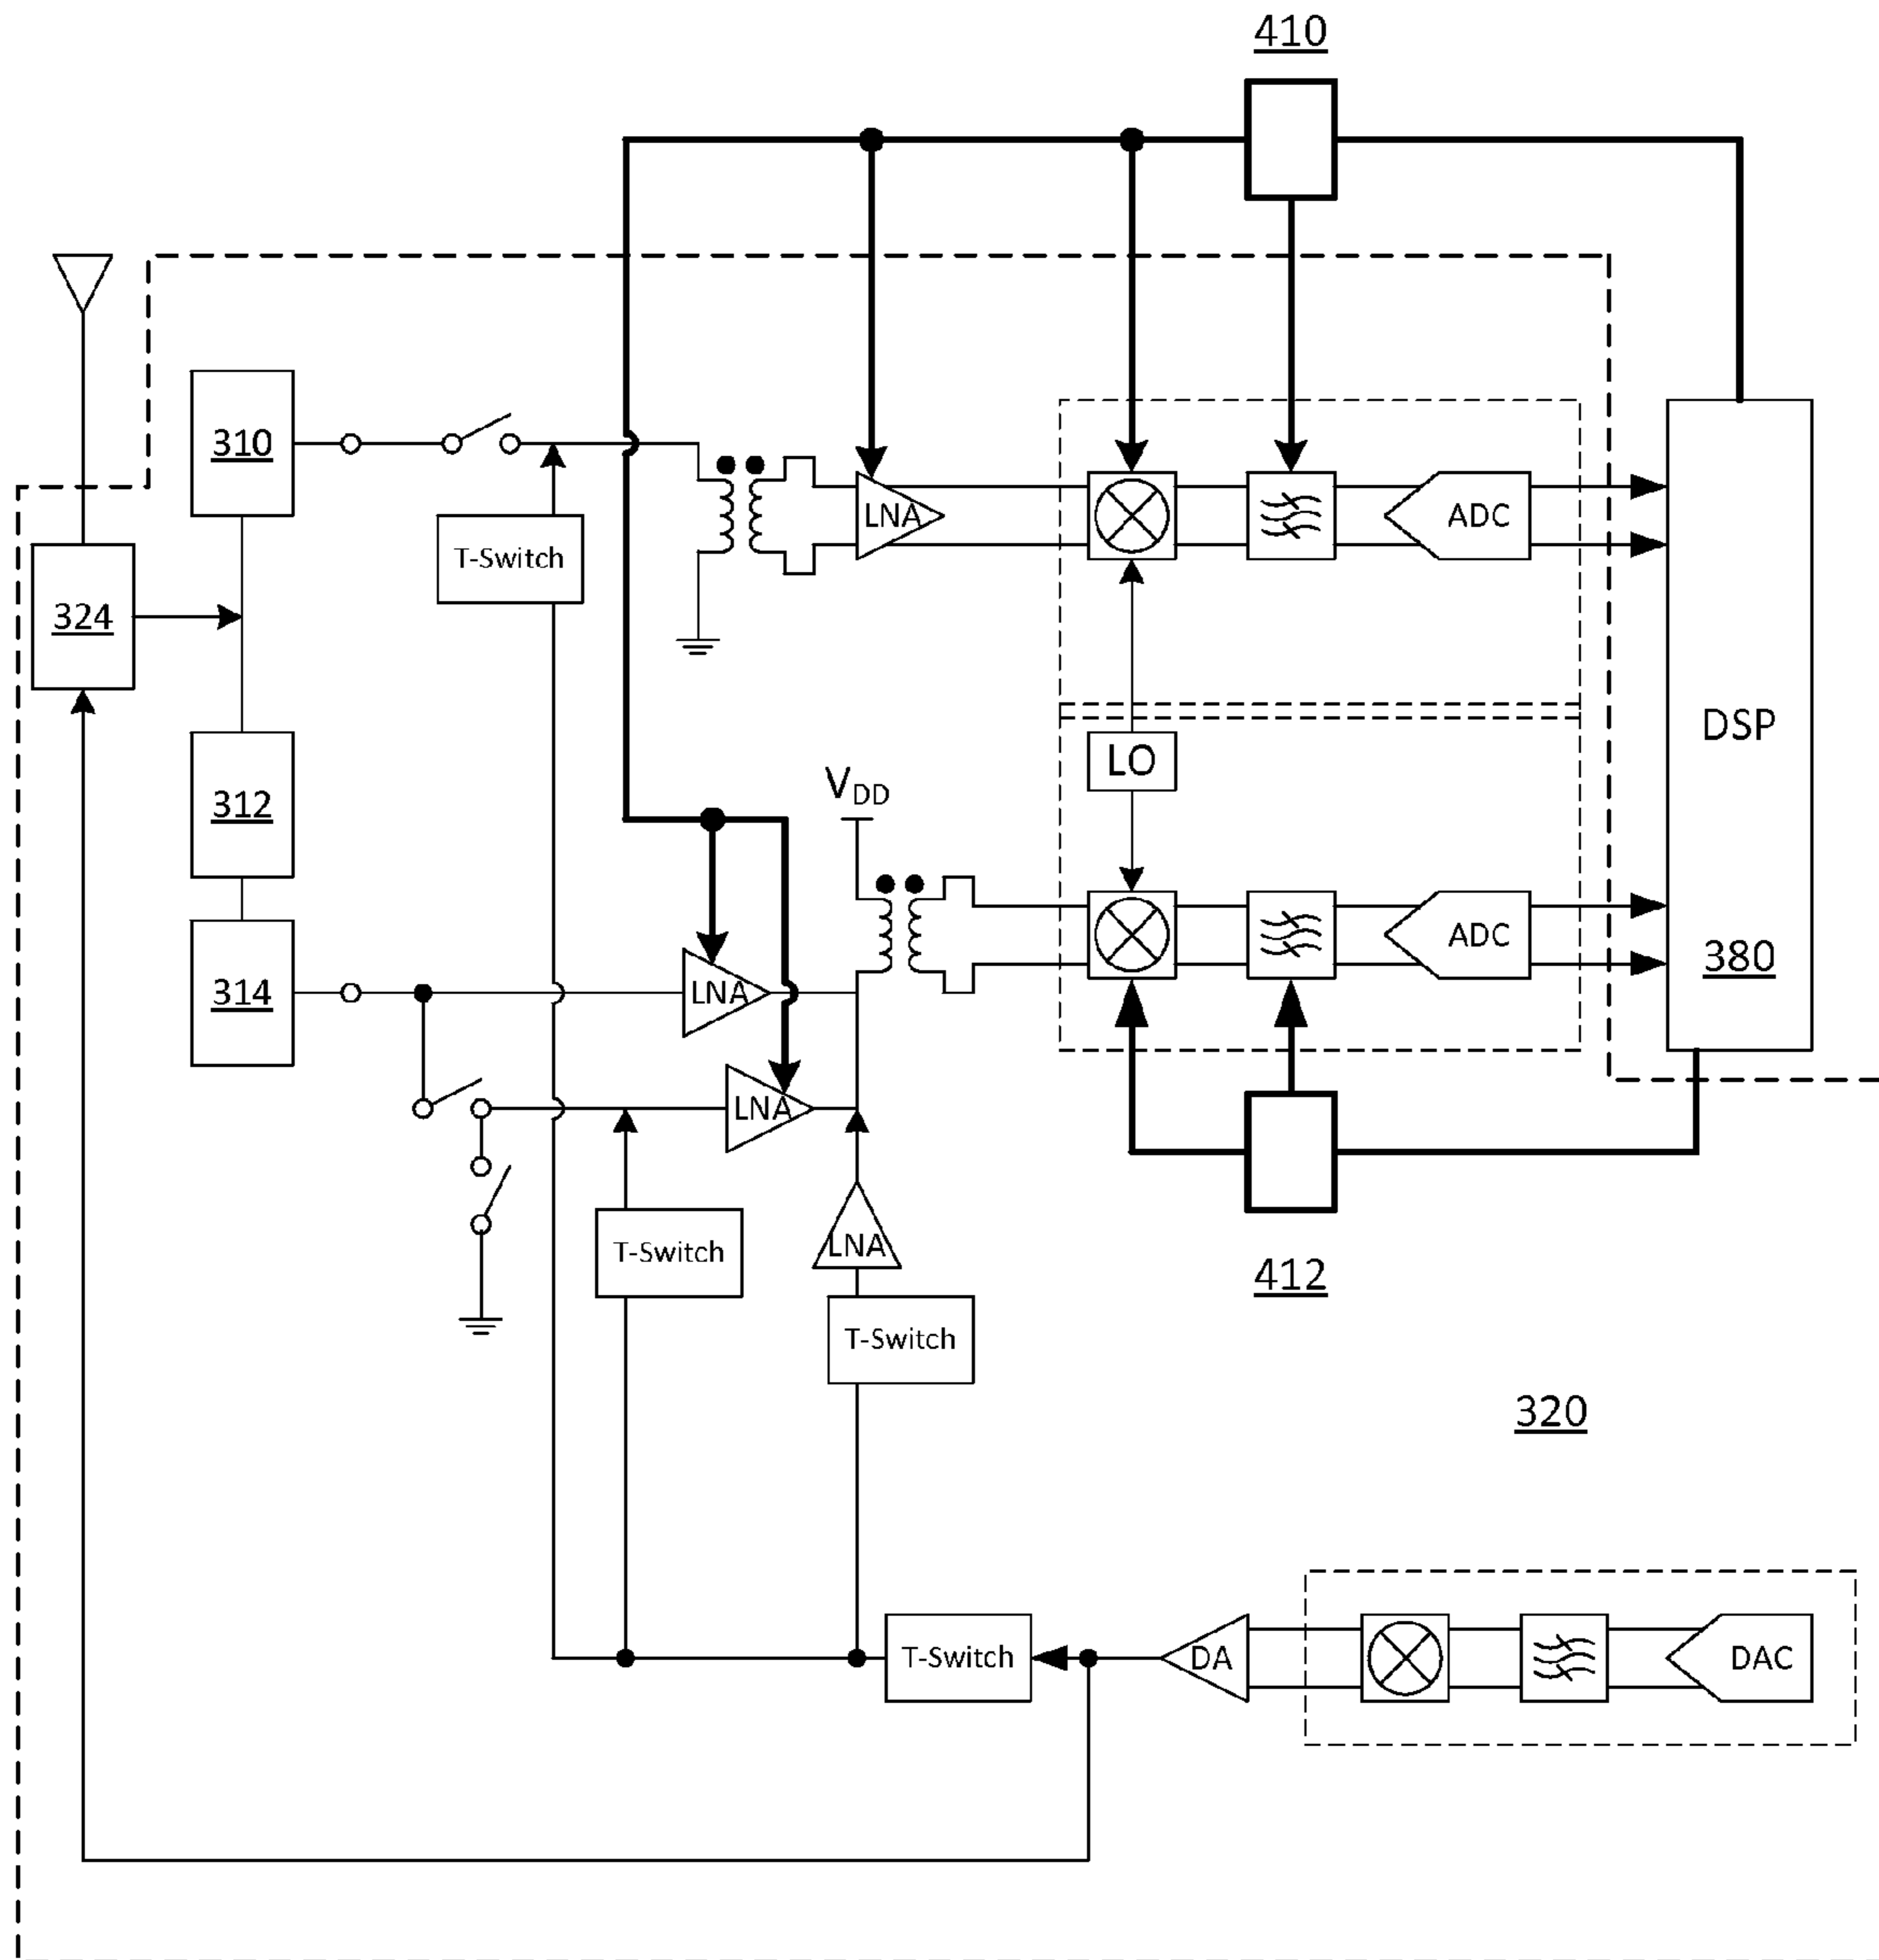 410
310
T-Switch
LNA
ADC
324
DSP
LO
312
VDD
ADC
380
314
LNA
LNA
T-Switch
LNA
412
T-Switch
320
T-Switch
DA
DAC